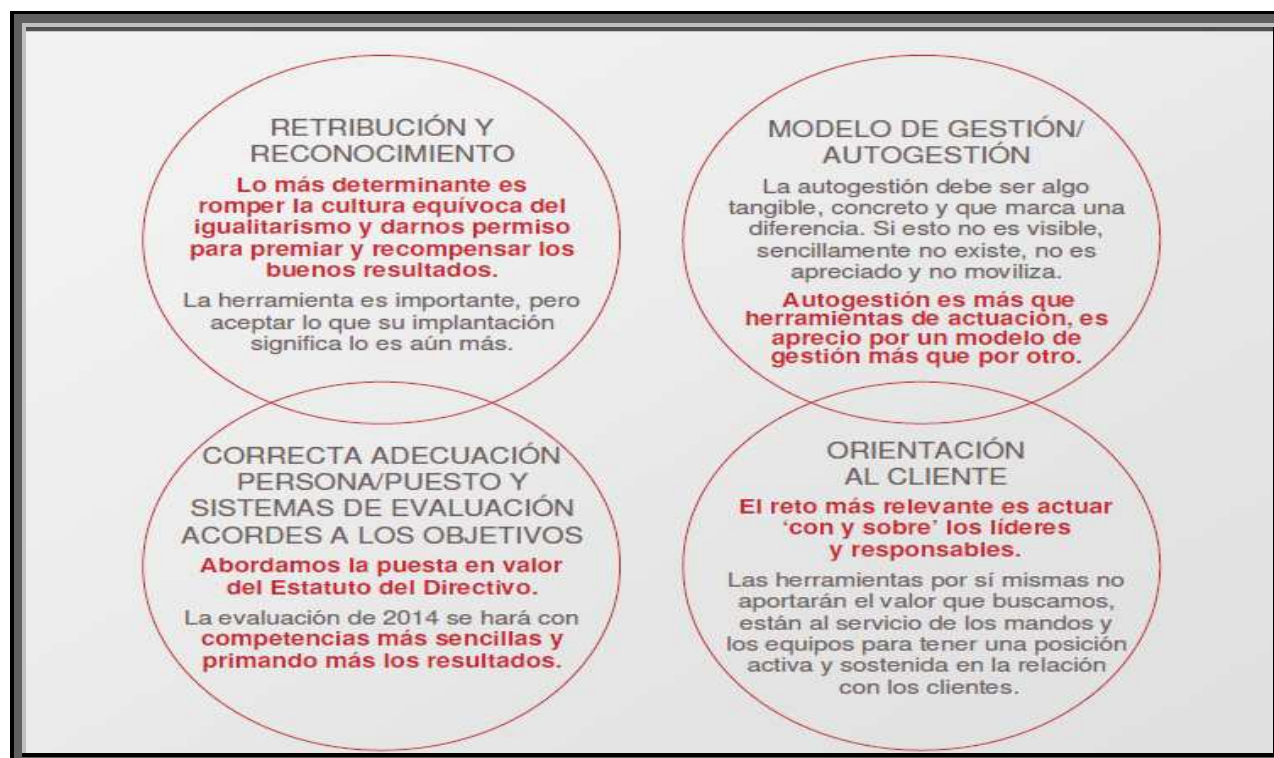 RETRIBUCIÓN Y
RECONOCIMIENTO
Lo más determinante es
romper la cultura equívoca del
igualitarismo y darnos permiso
para premiar y recompensar los
buenos resultados.
La herramienta es importante, pero
aceptar lo que su implantación
significa lo es aún más.
MODELO DE GESTIÓN/
AUTOGESTIÓN
La autogestión debe ser algo
tangible, concreto y que marca una
diferencia. Si esto no es visible,
sencillamente no existe, no es
apreciado y no moviliza.
Autogestión es más que
herramientas de actuación, es
aprecio por un modelo de
gestión más que por otro.
CORRECTA ADECUACIÓN
PERSONA/PUESTO Y
SISTEMAS DE EVALUACIÓN
ACORDES A LOS OBJETIVOS
Abordamos la puesta en valor
del Estatuto del Directivo.
La evaluación de 2014 se hará con
competencias más sencillas y
primando más los resultados.
ORIENTACIÓN
AL CLIENTE
El reto más relevante es actuar
‘con y sobre’ los líderes
y responsables.
Las herramientas por sí mismas no
aportarán el valor que buscamos,
están al servicio de los mandos y
los equipos para tener una posición
activa y sostenida en la relación
con los clientes.